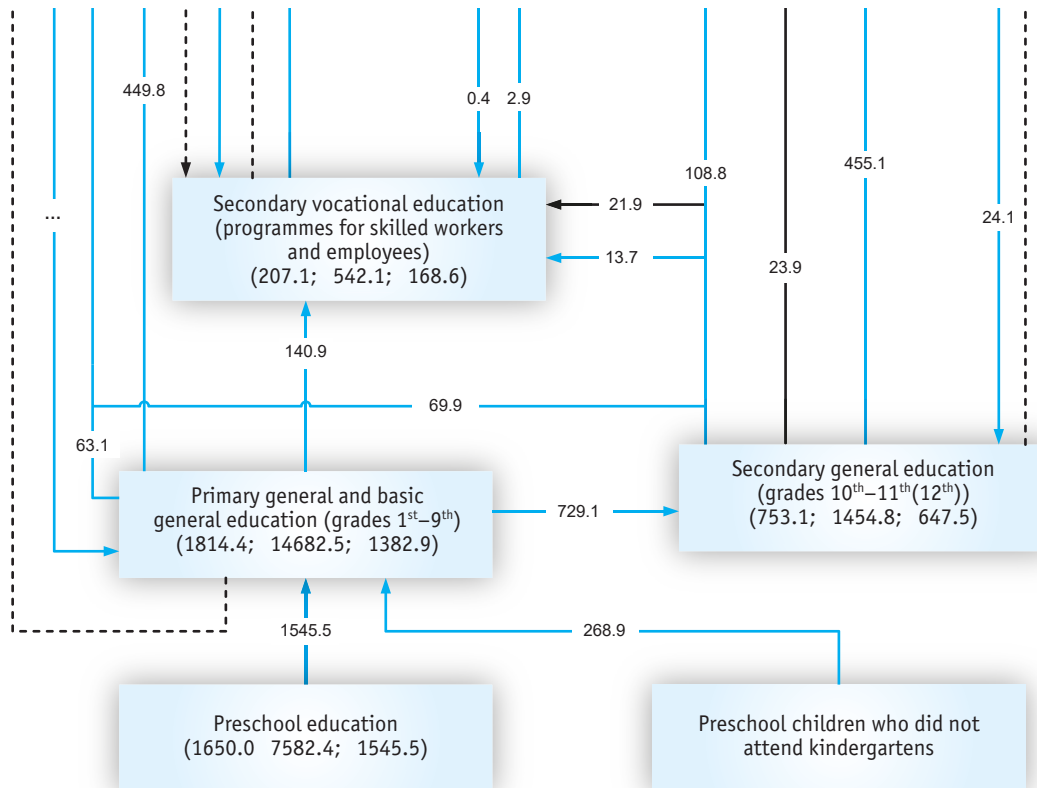 449.8
0.4
2.9
...
108.8
455.1
24.1
23.9
21.9
13.7
Secondary vocational education
(programmes for skilled workers
and employees)
(207.1; 542.1; 168.6)
140.9
69.9
63.1
Primary general and basic
general education (grades 1st–9th)
(1814.4; 14682.5; 1382.9)
729.1
Secondary general education
(grades 10th–11th(12th))
(753.1; 1454.8; 647.5)
1545.5
268.9
Preschool education
(1650.0 7582.4; 1545.5)
Preschool children who did not
attend kindergartens